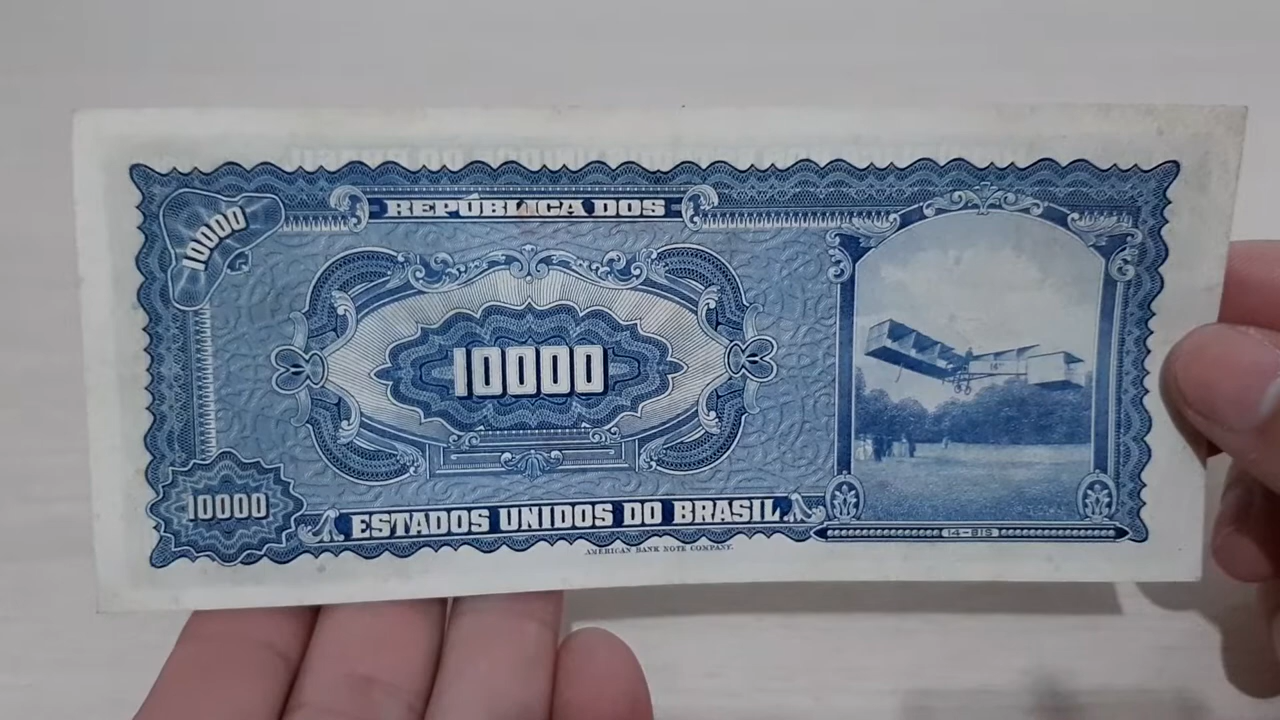 10000
REPÚBLICA DOS
10000
10000
ESTADOS UNIDOS DO BRASIL
14-BIS
AMERICAN BANK NOTE COMPANY.